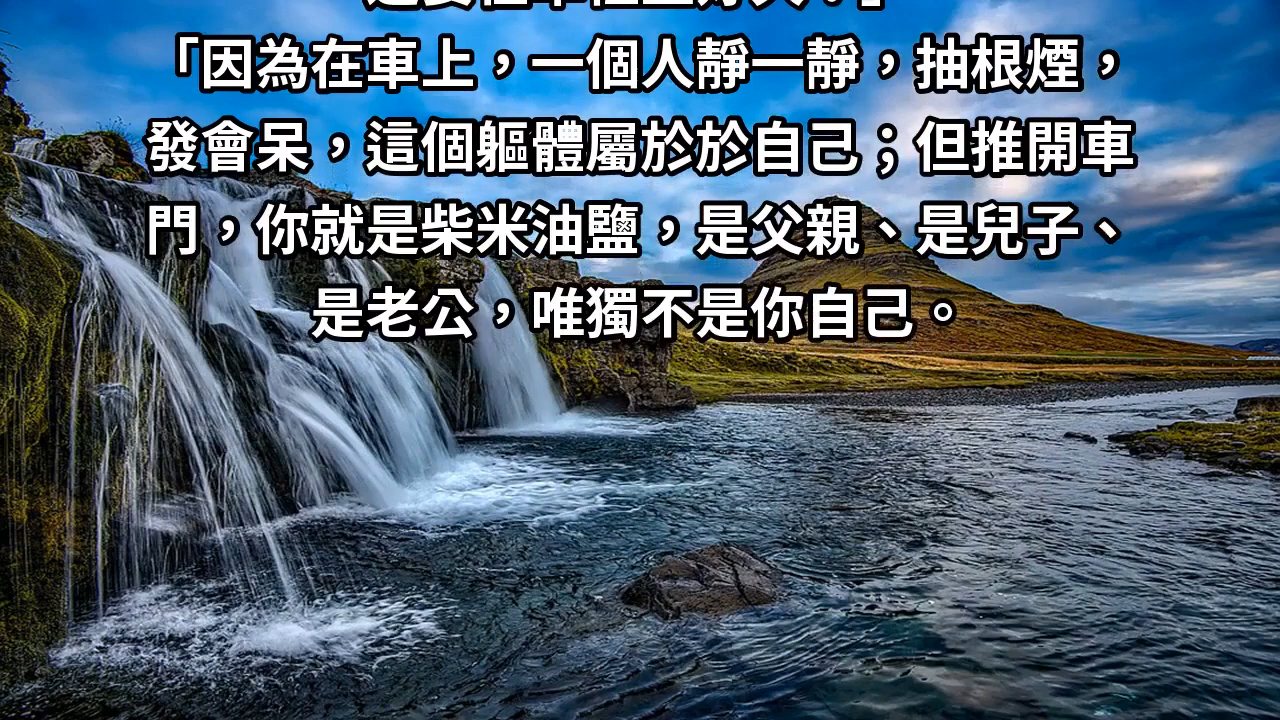 「因為在車上，一個人靜一靜，抽根煙，
發會呆，這個軀體屬於於自己；但推開車
門，你就是柴米油鹽，是父親、是兒子、
是老公，唯獨不是你自己。